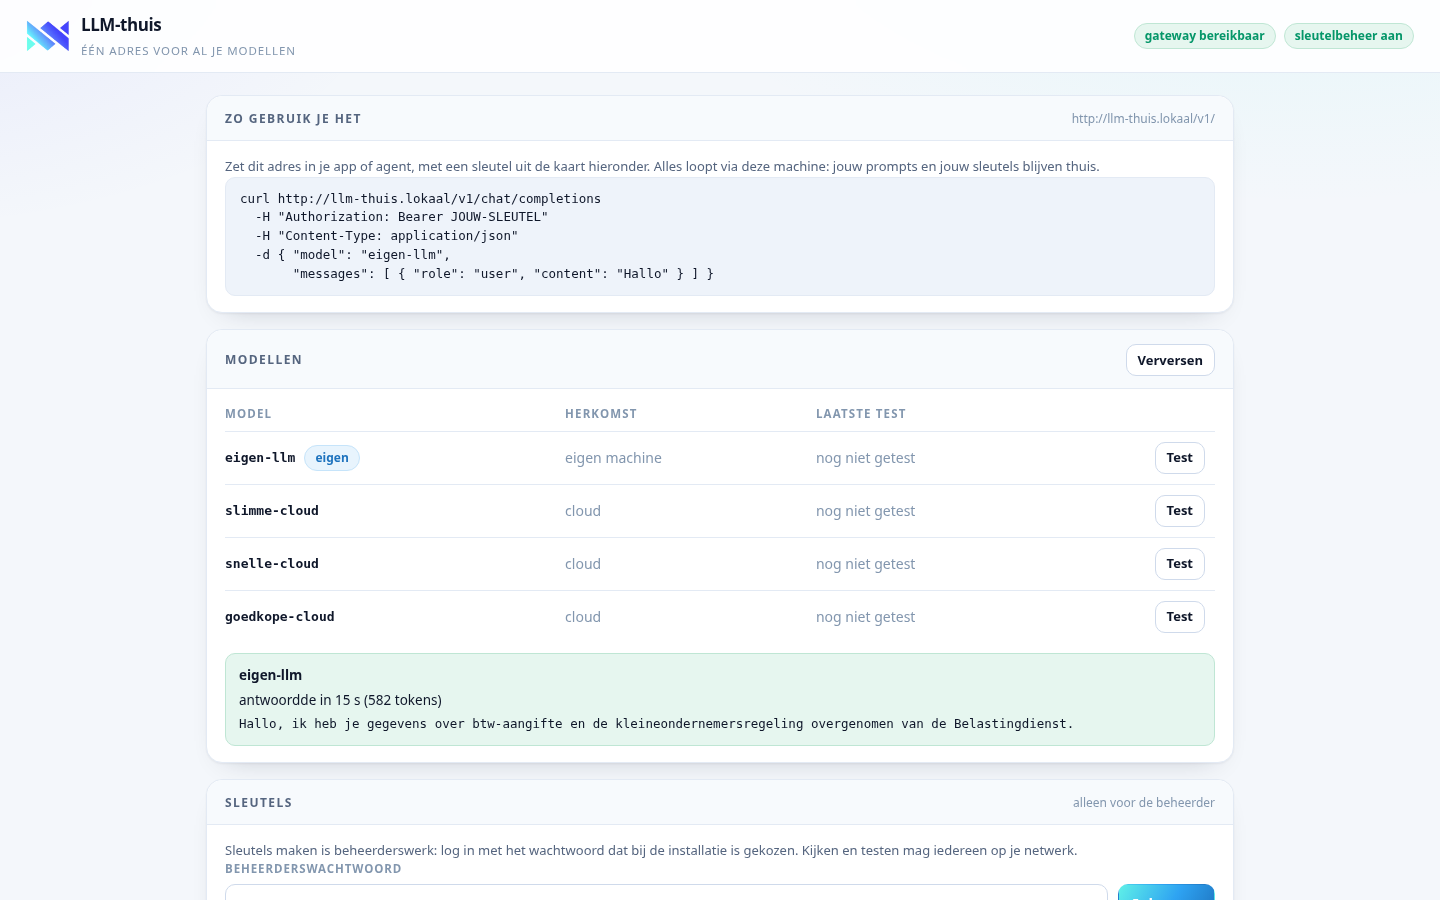 LLM-thuis
ÉÉN ADRES VOOR AL JE MODELLEN
gateway bereikbaar
sleutelbeheer aan
ZO GEBRUIK JE HET
http://llm-thuis.lokaal/v1/
Zet dit adres in je app of agent, met een sleutel uit de kaart hieronder. Alles loopt via deze machine: jouw prompts en jouw sleutels blijven thuis.
curl http://llm-thuis.lokaal/v1/chat/completions
-H "Authorization: Bearer JOUW-SLEUTEL"
-H "Content-Type: application/json"
-d { "model": "eigen-llm",
"messages": [ { "role": "user", "content": "Hallo" } ] }
MODELLEN
Verversen
MODEL HERKOMST LAATSTE TEST
eigen-llm eigen eigen machine nog niet getest Test
slimme-cloud cloud nog niet getest Test
snelle-cloud cloud nog niet getest Test
goedkope-cloud cloud nog niet getest Test
eigen-llm
antwoordde in 15 s (582 tokens)
Hallo, ik heb je gegevens over btw-aangifte en de kleineondernemersregeling overgenomen van de Belastingdienst.
SLEUTELS
alleen voor de beheerder
Sleutels maken is beheerderswerk: log in met het wachtwoord dat bij de installatie is gekozen. Kijken en testen mag iedereen op je netwerk.
BEHEERDERSWACHTWOORD